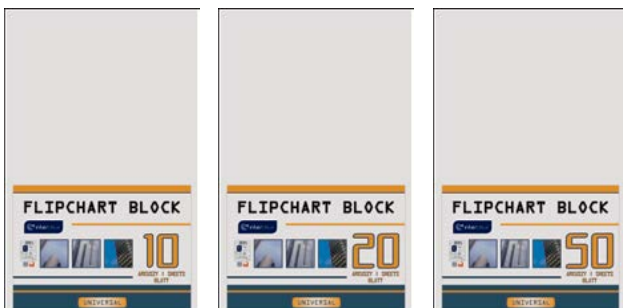 FLIPCHART BLOCK
10
ARKUSZY | SHEETS
BLATT
UNIVERSAL
FLIPCHART BLOCK
20
ARKUSZY | SHEETS
BLATT
UNIVERSAL
FLIPCHART BLOCK
50
ARKUSZY | SHEETS
BLATT
UNIVERSAL